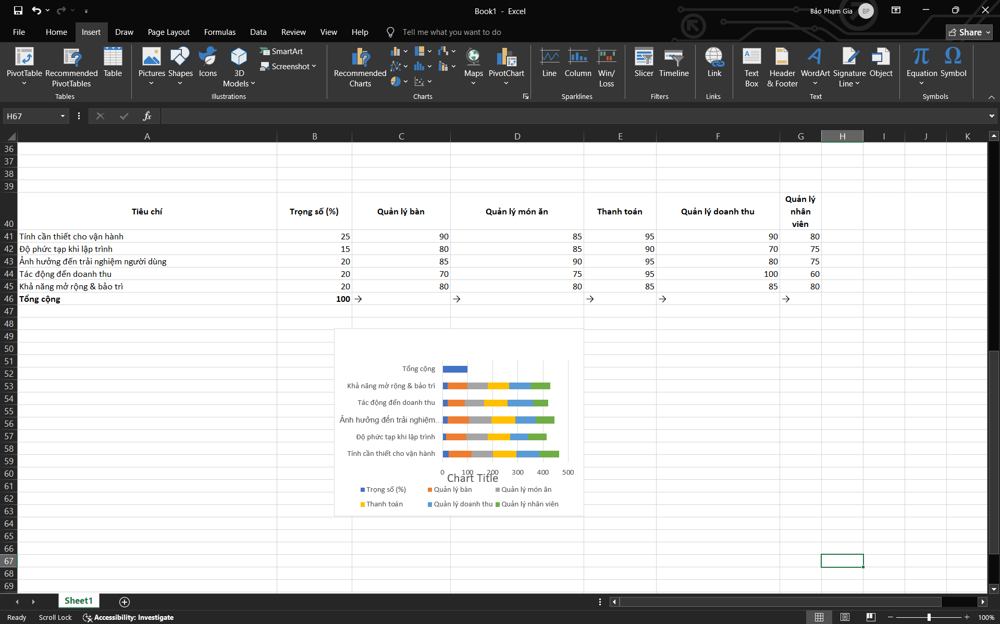 Book1 - Excel
Bảo Phạm Gia BP
File Home Insert Draw Page Layout Formulas Data Review View Help Tell me what you want to do Share
PivotTable Recommended PivotTables Table
Tables
Pictures Shapes Icons 3D Models SmartArt Screenshot
Illustrations
Recommended Charts Maps PivotChart
Charts
Line Column Win/Loss
Sparklines
Slicer Timeline
Filters
Link
Links
Text Box Header & Footer WordArt Signature Line Object
Text
Equation Symbol
Symbols
H67 fx
A B C D E F G H I J K
36
37
38
39
40 Tiêu chí Trọng số (%) Quản lý bàn Quản lý món ăn Thanh toán Quản lý doanh thu Quản lý nhân viên
41 Tính cần thiết cho vận hành 25 90 85 95 90 80
42 Độ phức tạp khi lập trình 15 80 85 90 70 75
43 Ảnh hưởng đến trải nghiệm người dùng 20 85 90 95 80 75
44 Tác động đến doanh thu 20 70 75 95 100 60
45 Khả năng mở rộng & bảo trì 20 80 80 85 85 80
46 Tổng cộng 100 → → → → →
47
48
49
50
51
52
53
54
55
56
57
58
59
60
61
62
63
64
65
66
67
68
69
Tổng cộng
Khả năng mở rộng & bảo trì
Tác động đến doanh thu
Ảnh hưởng đến trải nghiệm...
Độ phức tạp khi lập trình
Tính cần thiết cho vận hành
0 100 200 300 400 500
Chart Title
Trọng số (%) Quản lý bàn Quản lý món ăn
Thanh toán Quản lý doanh thu Quản lý nhân viên
Sheet1
Ready Scroll Lock Accessibility: Investigate 100%